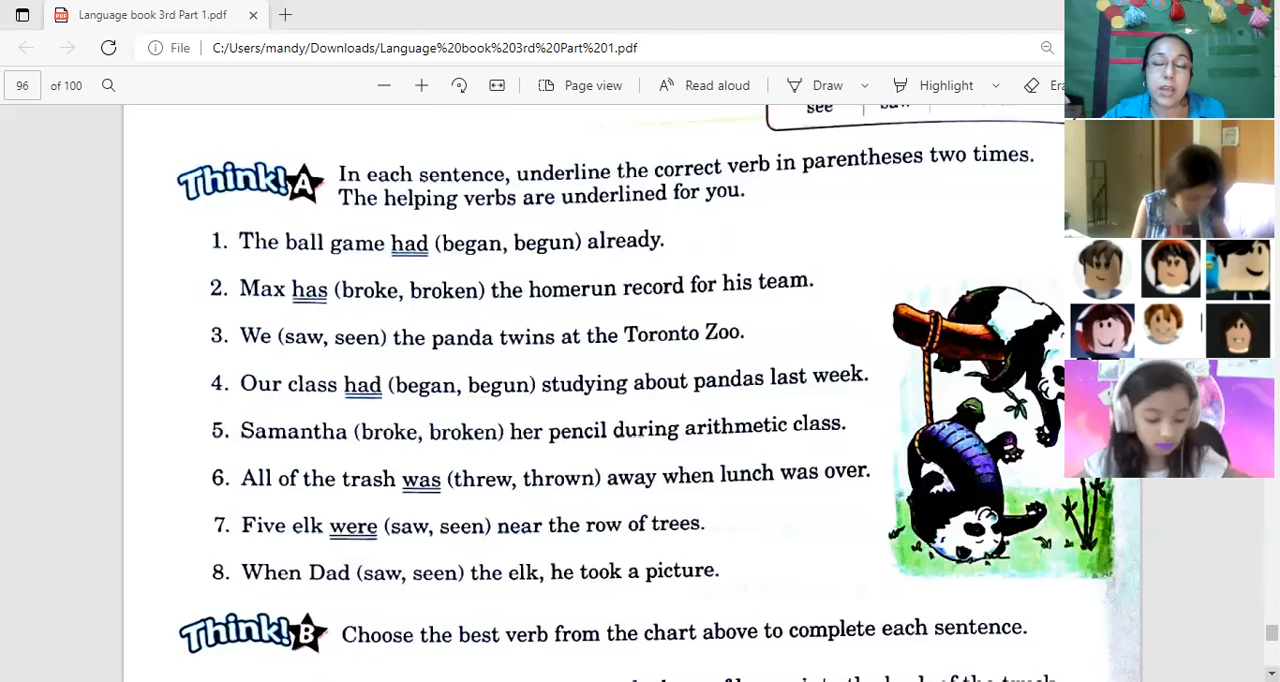 Language book 3rd Part 1.pdf
File C:/Users/mandy/Downloads/Language%20book%203rd%20Part%201.pdf
96 of 100 Page view Read aloud Draw Highlight
see
Think! A In each sentence, underline the correct verb in parentheses two times.
The helping verbs are underlined for you.
1. The ball game had (began, begun) already.
2. Max has (broke, broken) the homerun record for his team.
3. We (saw, seen) the panda twins at the Toronto Zoo.
4. Our class had (began, begun) studying about pandas last week.
5. Samantha (broke, broken) her pencil during arithmetic class.
6. All of the trash was (threw, thrown) away when lunch was over.
7. Five elk were (saw, seen) near the row of trees.
8. When Dad (saw, seen) the elk, he took a picture.
Think! B Choose the best verb from the chart above to complete each sentence.